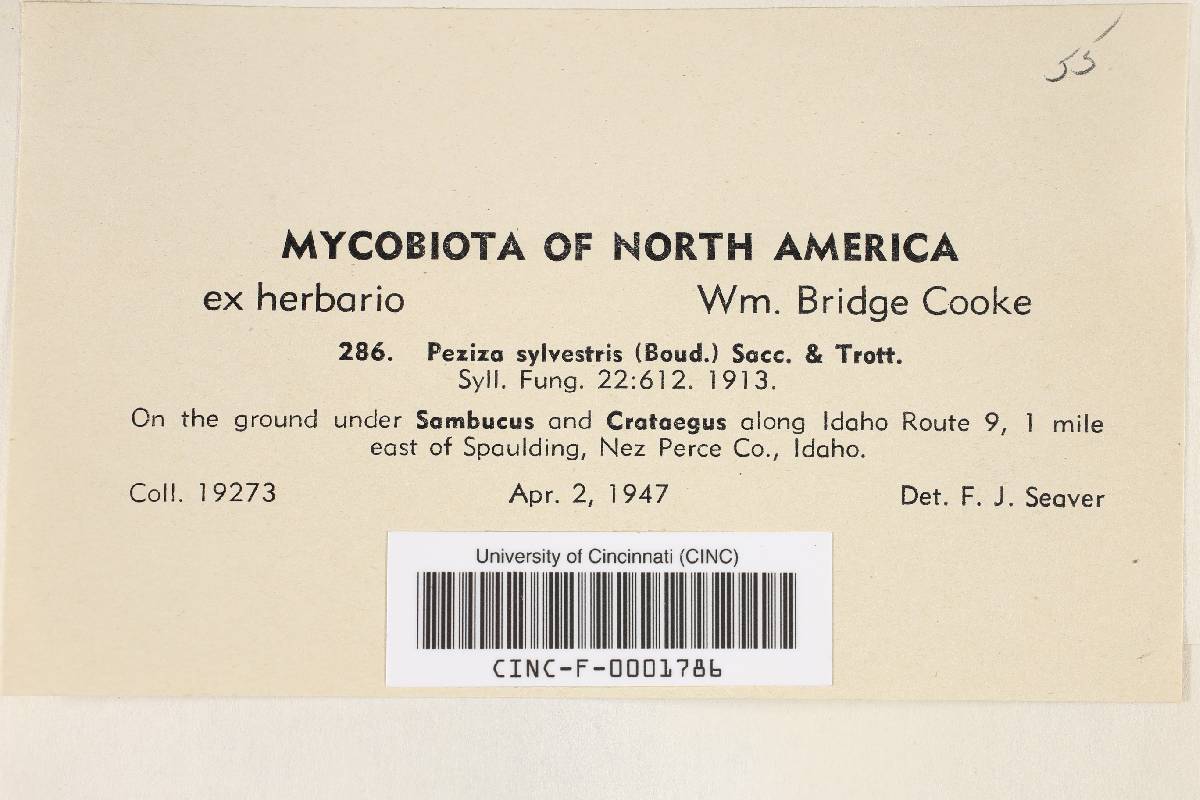 55
MYCOBIOTA OF NORTH AMERICA
ex herbario Wm. Bridge Cooke
286. Peziza sylvestris (Boud.) Sacc. & Trott.
Syll. Fung. 22:612. 1913.
On the ground under Sambucus and Crataegus along Idaho Route 9, 1 mile
east of Spaulding, Nez Perce Co., Idaho.
Coll. 19273 Apr. 2, 1947 Det. F. J. Seaver
University of Cincinnati (CINC)
CINC-F-0001786